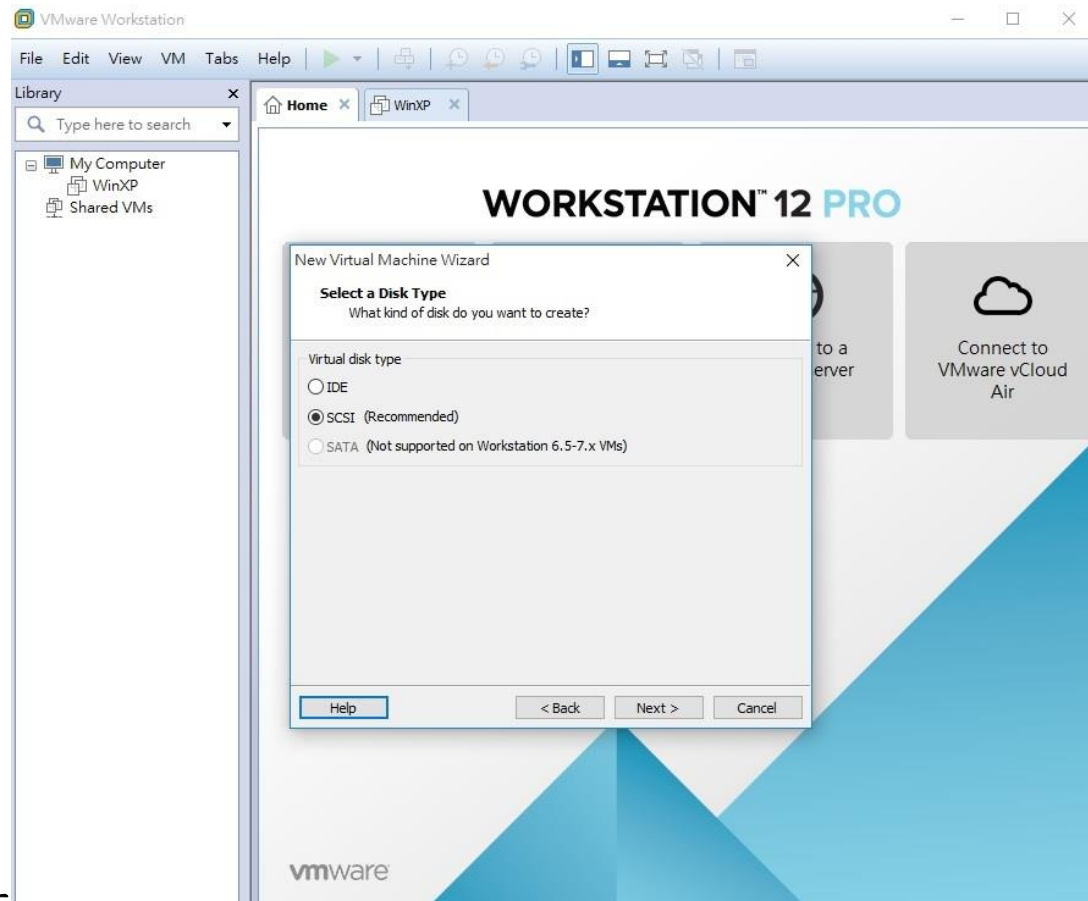 VMware Workstation
File Edit View VM Tabs Help
Library
Type here to search
My Computer
WinXP
Shared VMs
Home
WinXP
WORKSTATION™ 12 PRO
to a
erver
Connect to
VMware vCloud
Air
New Virtual Machine Wizard
Select a Disk Type
What kind of disk do you want to create?
Virtual disk type
IDE
SCSI (Recommended)
SATA (Not supported on Workstation 6.5-7.x VMs)
Help
< Back
Next >
Cancel
vmware